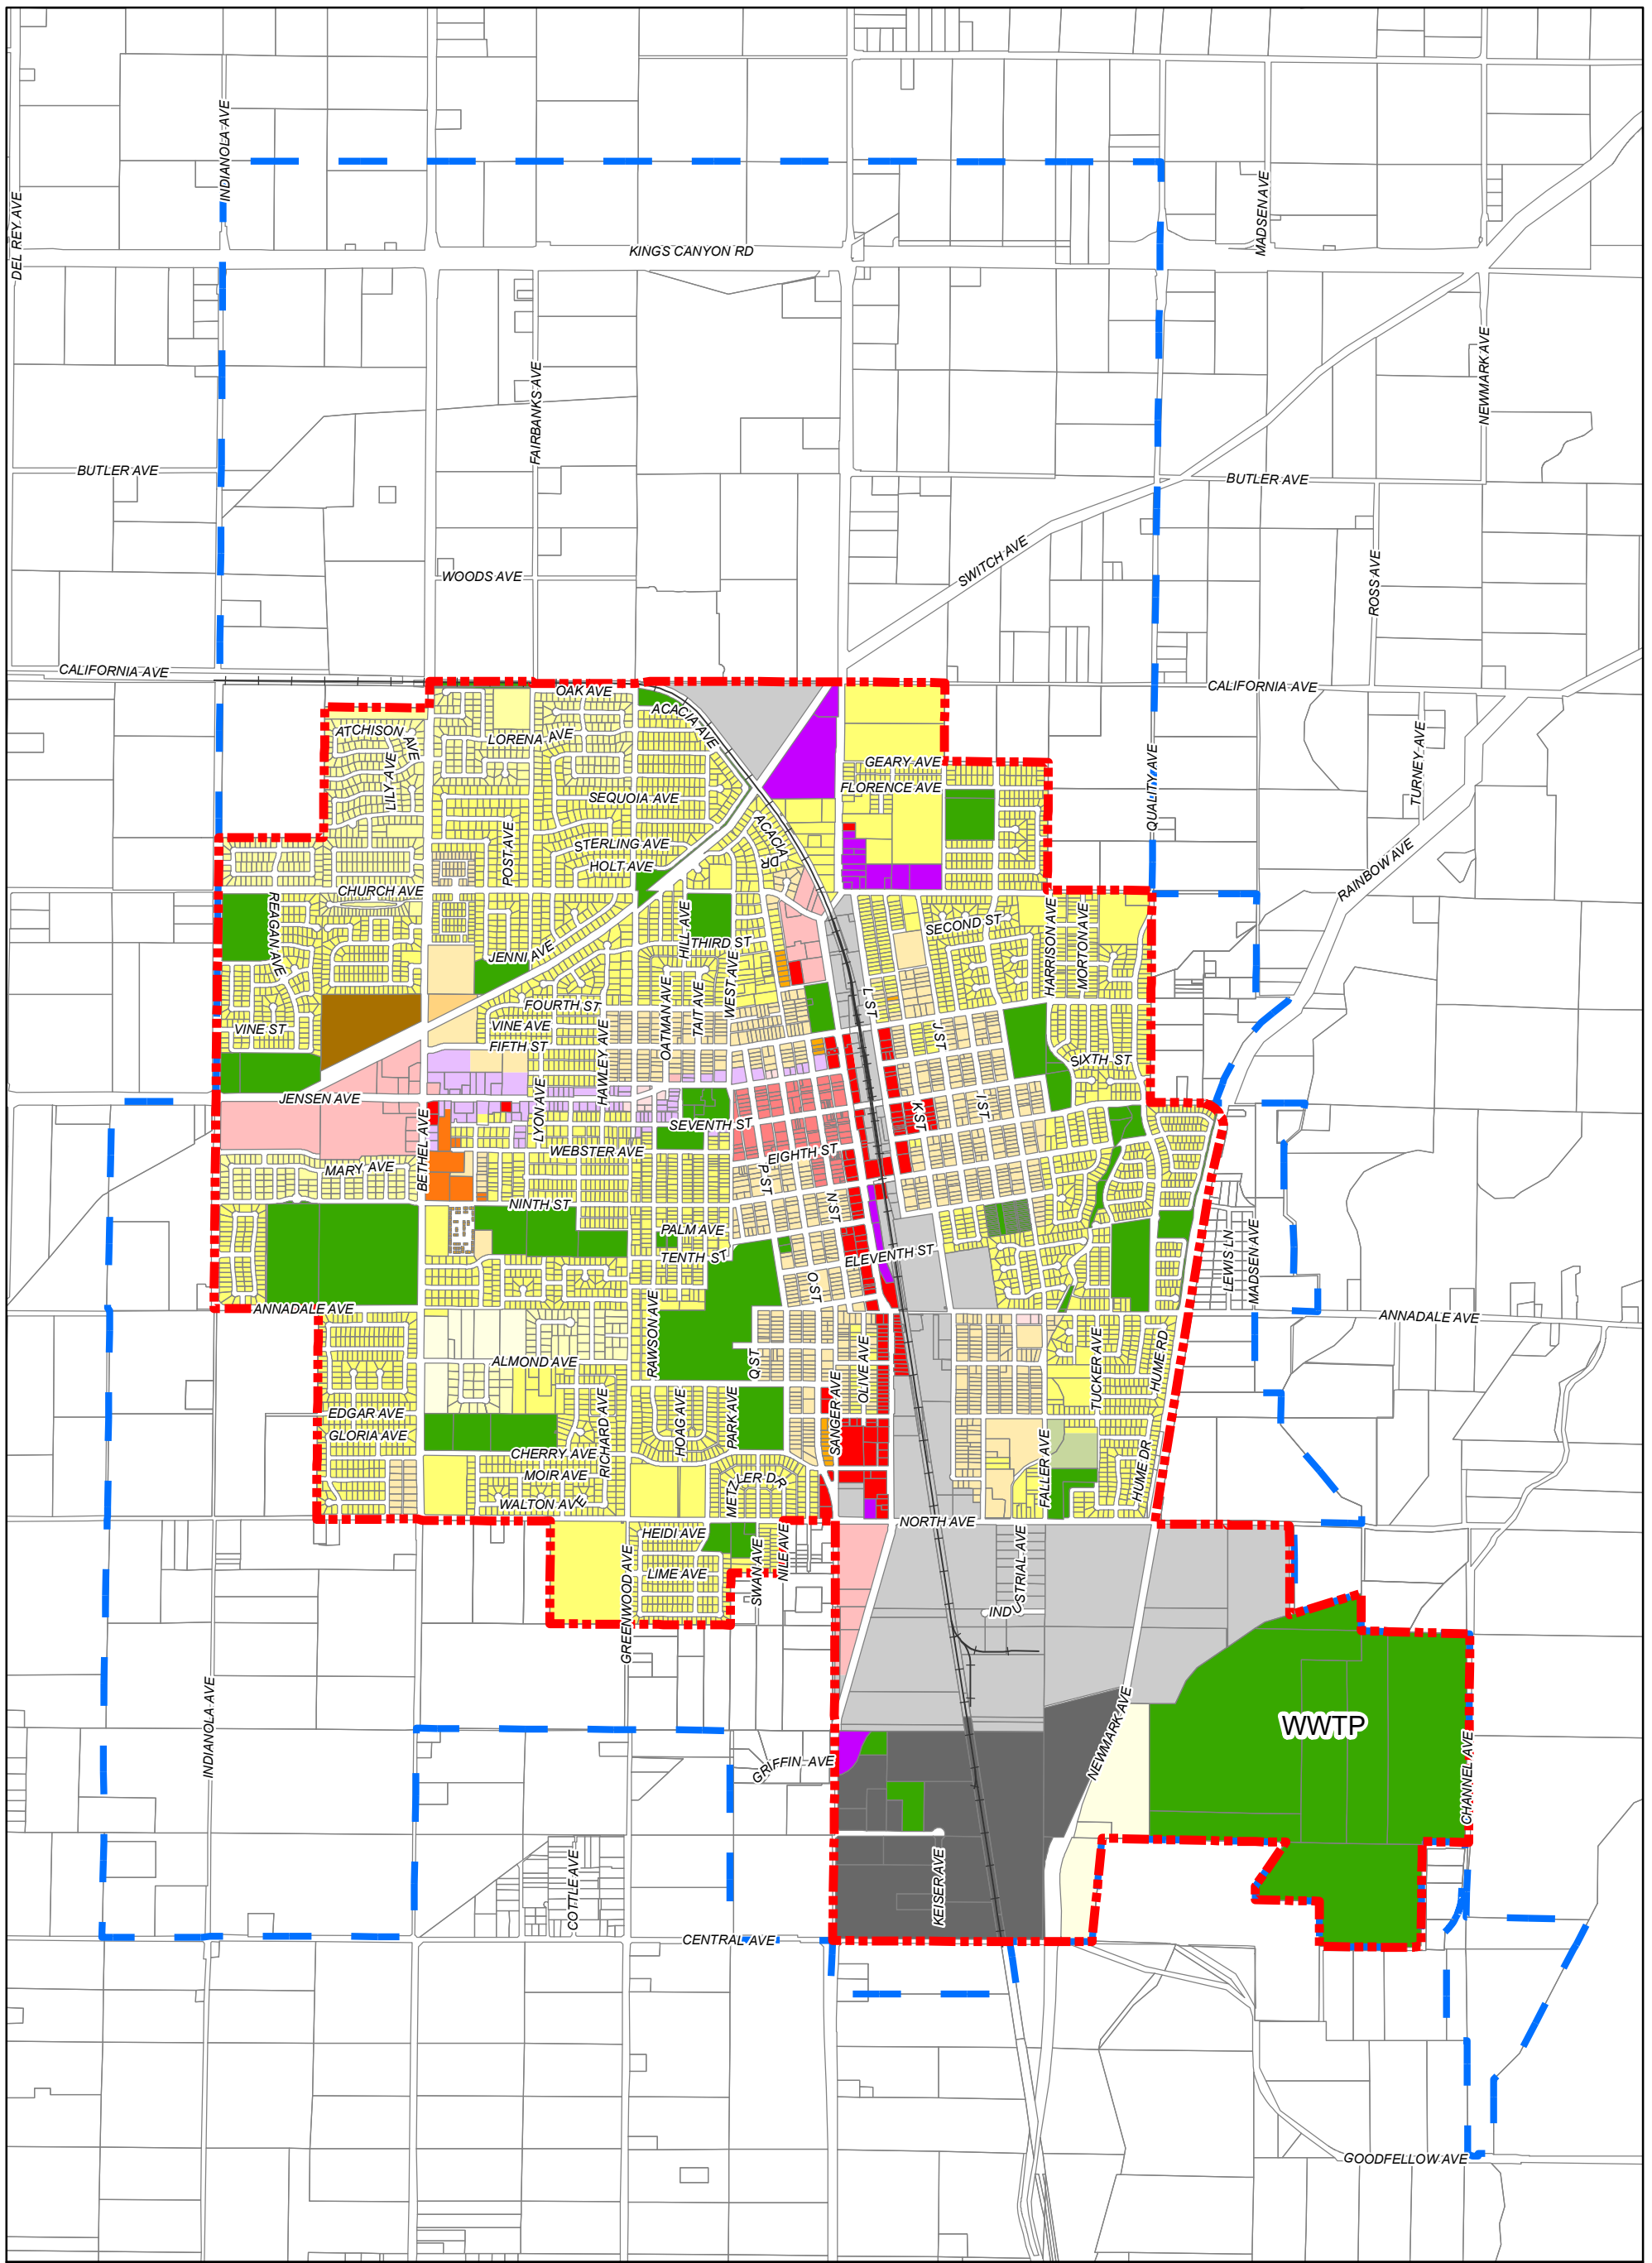 INDIANOLA AVE
DEL REY AVE
MADSEN AVE
KINGS CANYON RD
NEWMARK AVE
FAIRBANKS AVE
BUTLER AVE
BUTLER AVE
SWITCH AVE
WOODS AVE
ROSS AVE
CALIFORNIA AVE
CALIFORNIA AVE
OAK AVE
ACACIA AVE
ATCHISON AVE
LORENA AVE
LILY AVE
GEARY AVE
FLORENCE AVE
TURNEY AVE
QUALITY AVE
SEQUOIA AVE
ACACIA DR
POST AVE
STERLING AVE
HOLT AVE
RAINBOW AVE
CHURCH AVE
REAGAN AVE
HILL AVE
THIRD ST
SECOND ST
HARRISON AVE
MORTON AVE
JENNI AVE
WEST AVE
TAIT AVE
OATMAN AVE
L ST
FOURTH ST
VINE ST
VINE AVE
FIFTH ST
HAWLEY AVE
J ST
SIXTH ST
JENSEN AVE
LYON AVE
K ST
I ST
BETHEL AVE
SEVENTH ST
WEBSTER AVE
EIGHTH ST
MARY AVE
P ST
N ST
NINTH ST
PALM AVE
TENTH ST
ELEVENTH ST
LEWIS LN
MADSEN AVE
O ST
ANNADALE AVE
ANNADALE AVE
RAWSON AVE
ALMOND AVE
Q ST
OLIVE AVE
TUCKER AVE
HUME RD
EDGAR AVE
GLORIA AVE
RICHARD AVE
HOAG AVE
PARK AVE
SANGER AVE
CHERRY AVE
MOIR AVE
METZLER DR
FALLER AVE
HUME DR
WALTON AVE
NORTH AVE
HEIDI AVE
LIME AVE
SWAN AVE
NILE AVE
GREENWOOD AVE
INDUSTRIAL AVE
INDIANOLA AVE
WWTP
NEWMARK AVE
CHANNEL AVE
GRIFFIN AVE
COTTLE AVE
KEISER AVE
CENTRAL AVE
GOODFELLOW AVE